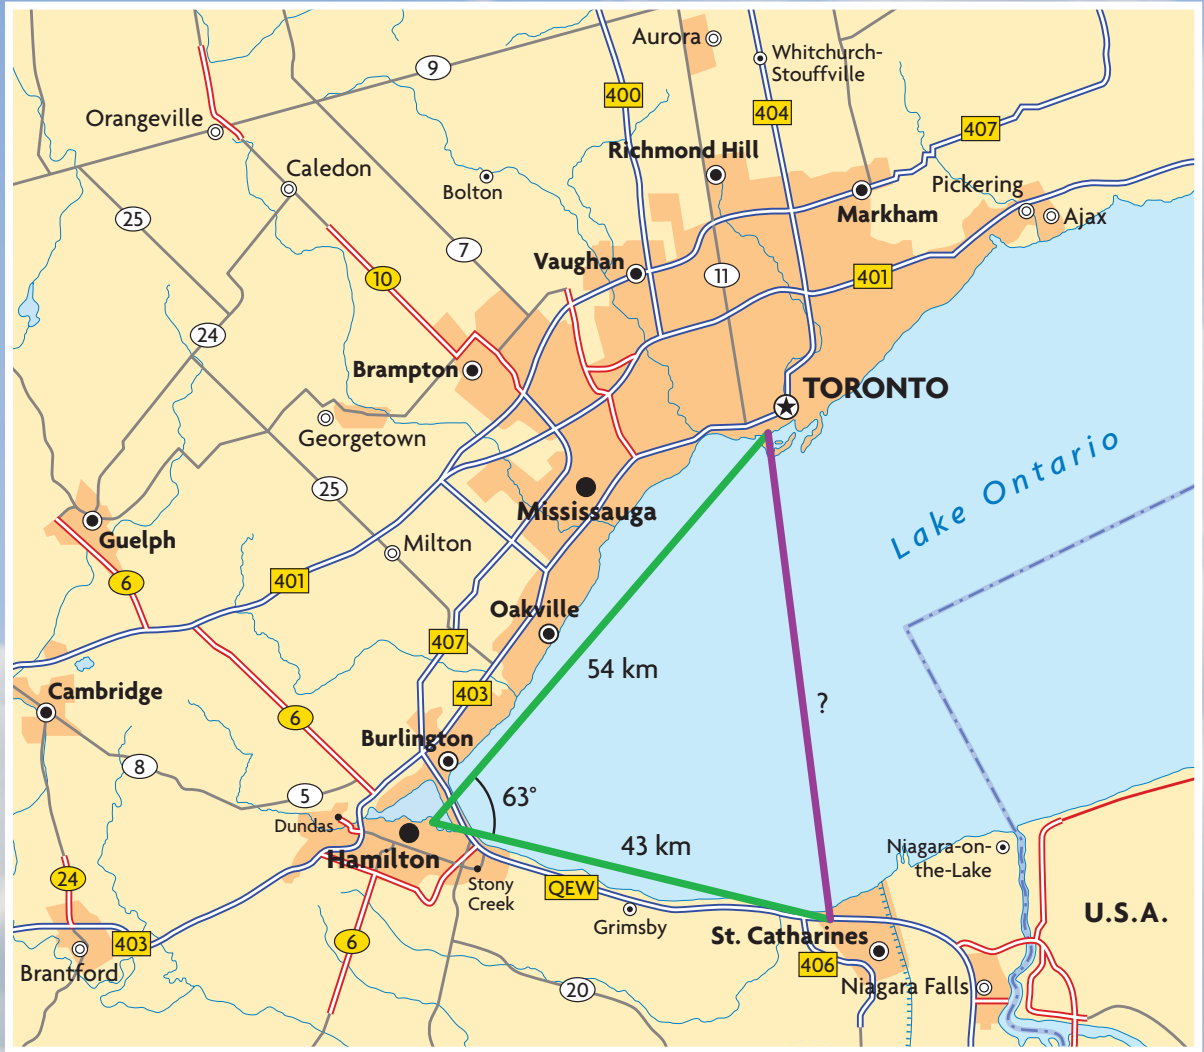 Aurora
Whitchurch-
Stouffville
9
400
404
407
Orangeville
Richmond Hill
Caledon
Bolton
Pickering
25
Markham
Ajax
7
Vaughan
10
11
401
24
Brampton
TORONTO
Georgetown
Lake Ontario
25
Mississauga
Guelph
Milton
6
401
Oakville
407
54 km
Cambridge
403
?
6
Burlington
8
5
63°
Dundas
Hamilton
43 km
Niagara-on-
the-Lake
24
Stony
Creek
QEW
U.S.A.
Grimsby
403
6
St. Catharines
Brantford
406
20
Niagara Falls